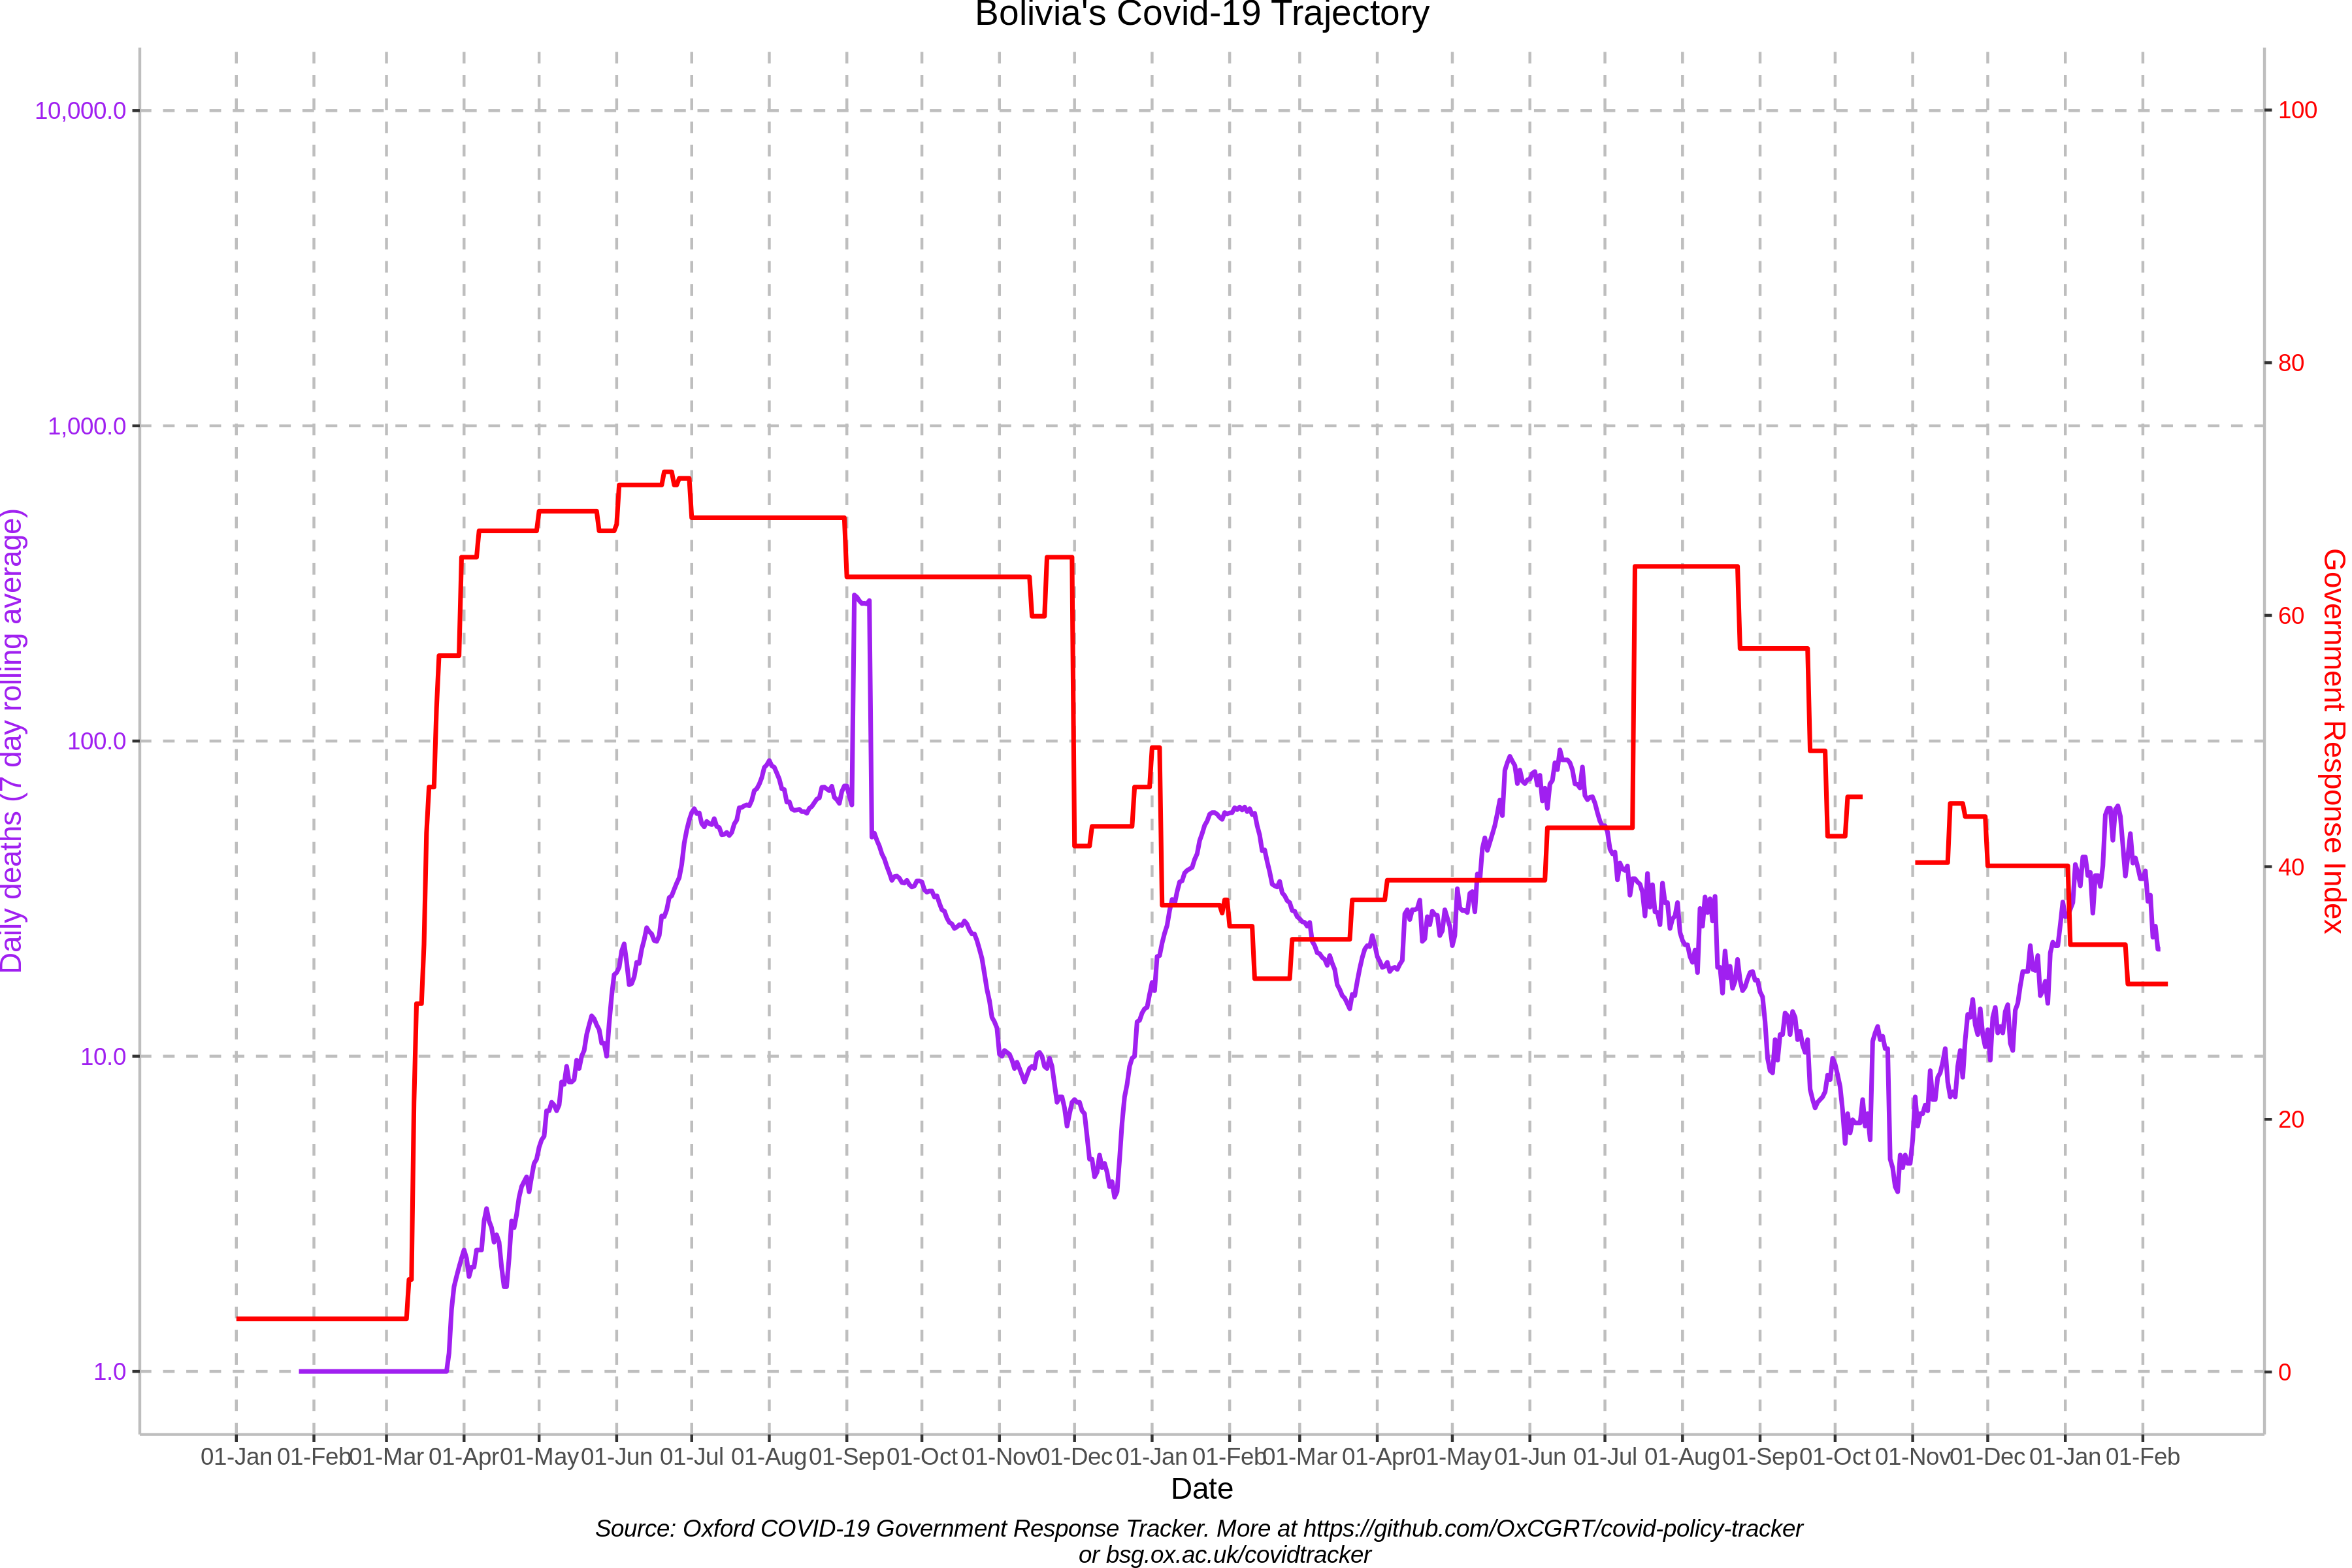 Bolivia's Covid-19 Trajectory
10,000.0
1,000.0
100.0
10.0
1.0
Daily deaths (7 day rolling average)
100
80
60
40
20
0
Government Response Index
01-Jan 01-Feb 01-Mar 01-Apr 01-May 01-Jun 01-Jul 01-Aug 01-Sep 01-Oct 01-Nov 01-Dec 01-Jan 01-Feb 01-Mar 01-Apr 01-May 01-Jun 01-Jul 01-Aug 01-Sep 01-Oct 01-Nov 01-Dec 01-Jan 01-Feb
Date
Source: Oxford COVID-19 Government Response Tracker. More at https://github.com/OxCGRT/covid-policy-tracker
or bsg.ox.ac.uk/covidtracker